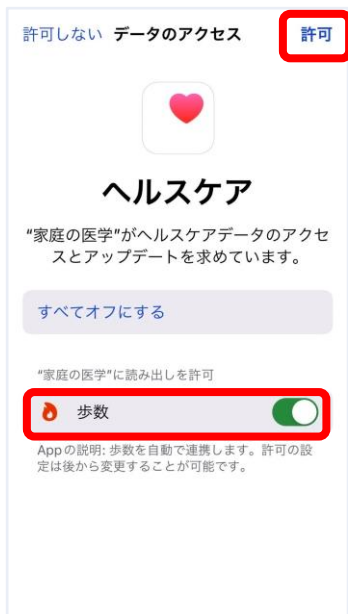 許可しない データのアクセス 許可
ヘルスケア
“家庭の医学”がヘルスケアデータのアクセ
スとアップデートを求めています。
すべてオフにする
“家庭の医学”に読み出しを許可
歩数
Appの説明: 歩数を自動で連携します。許可の設
定は後から変更することが可能です。